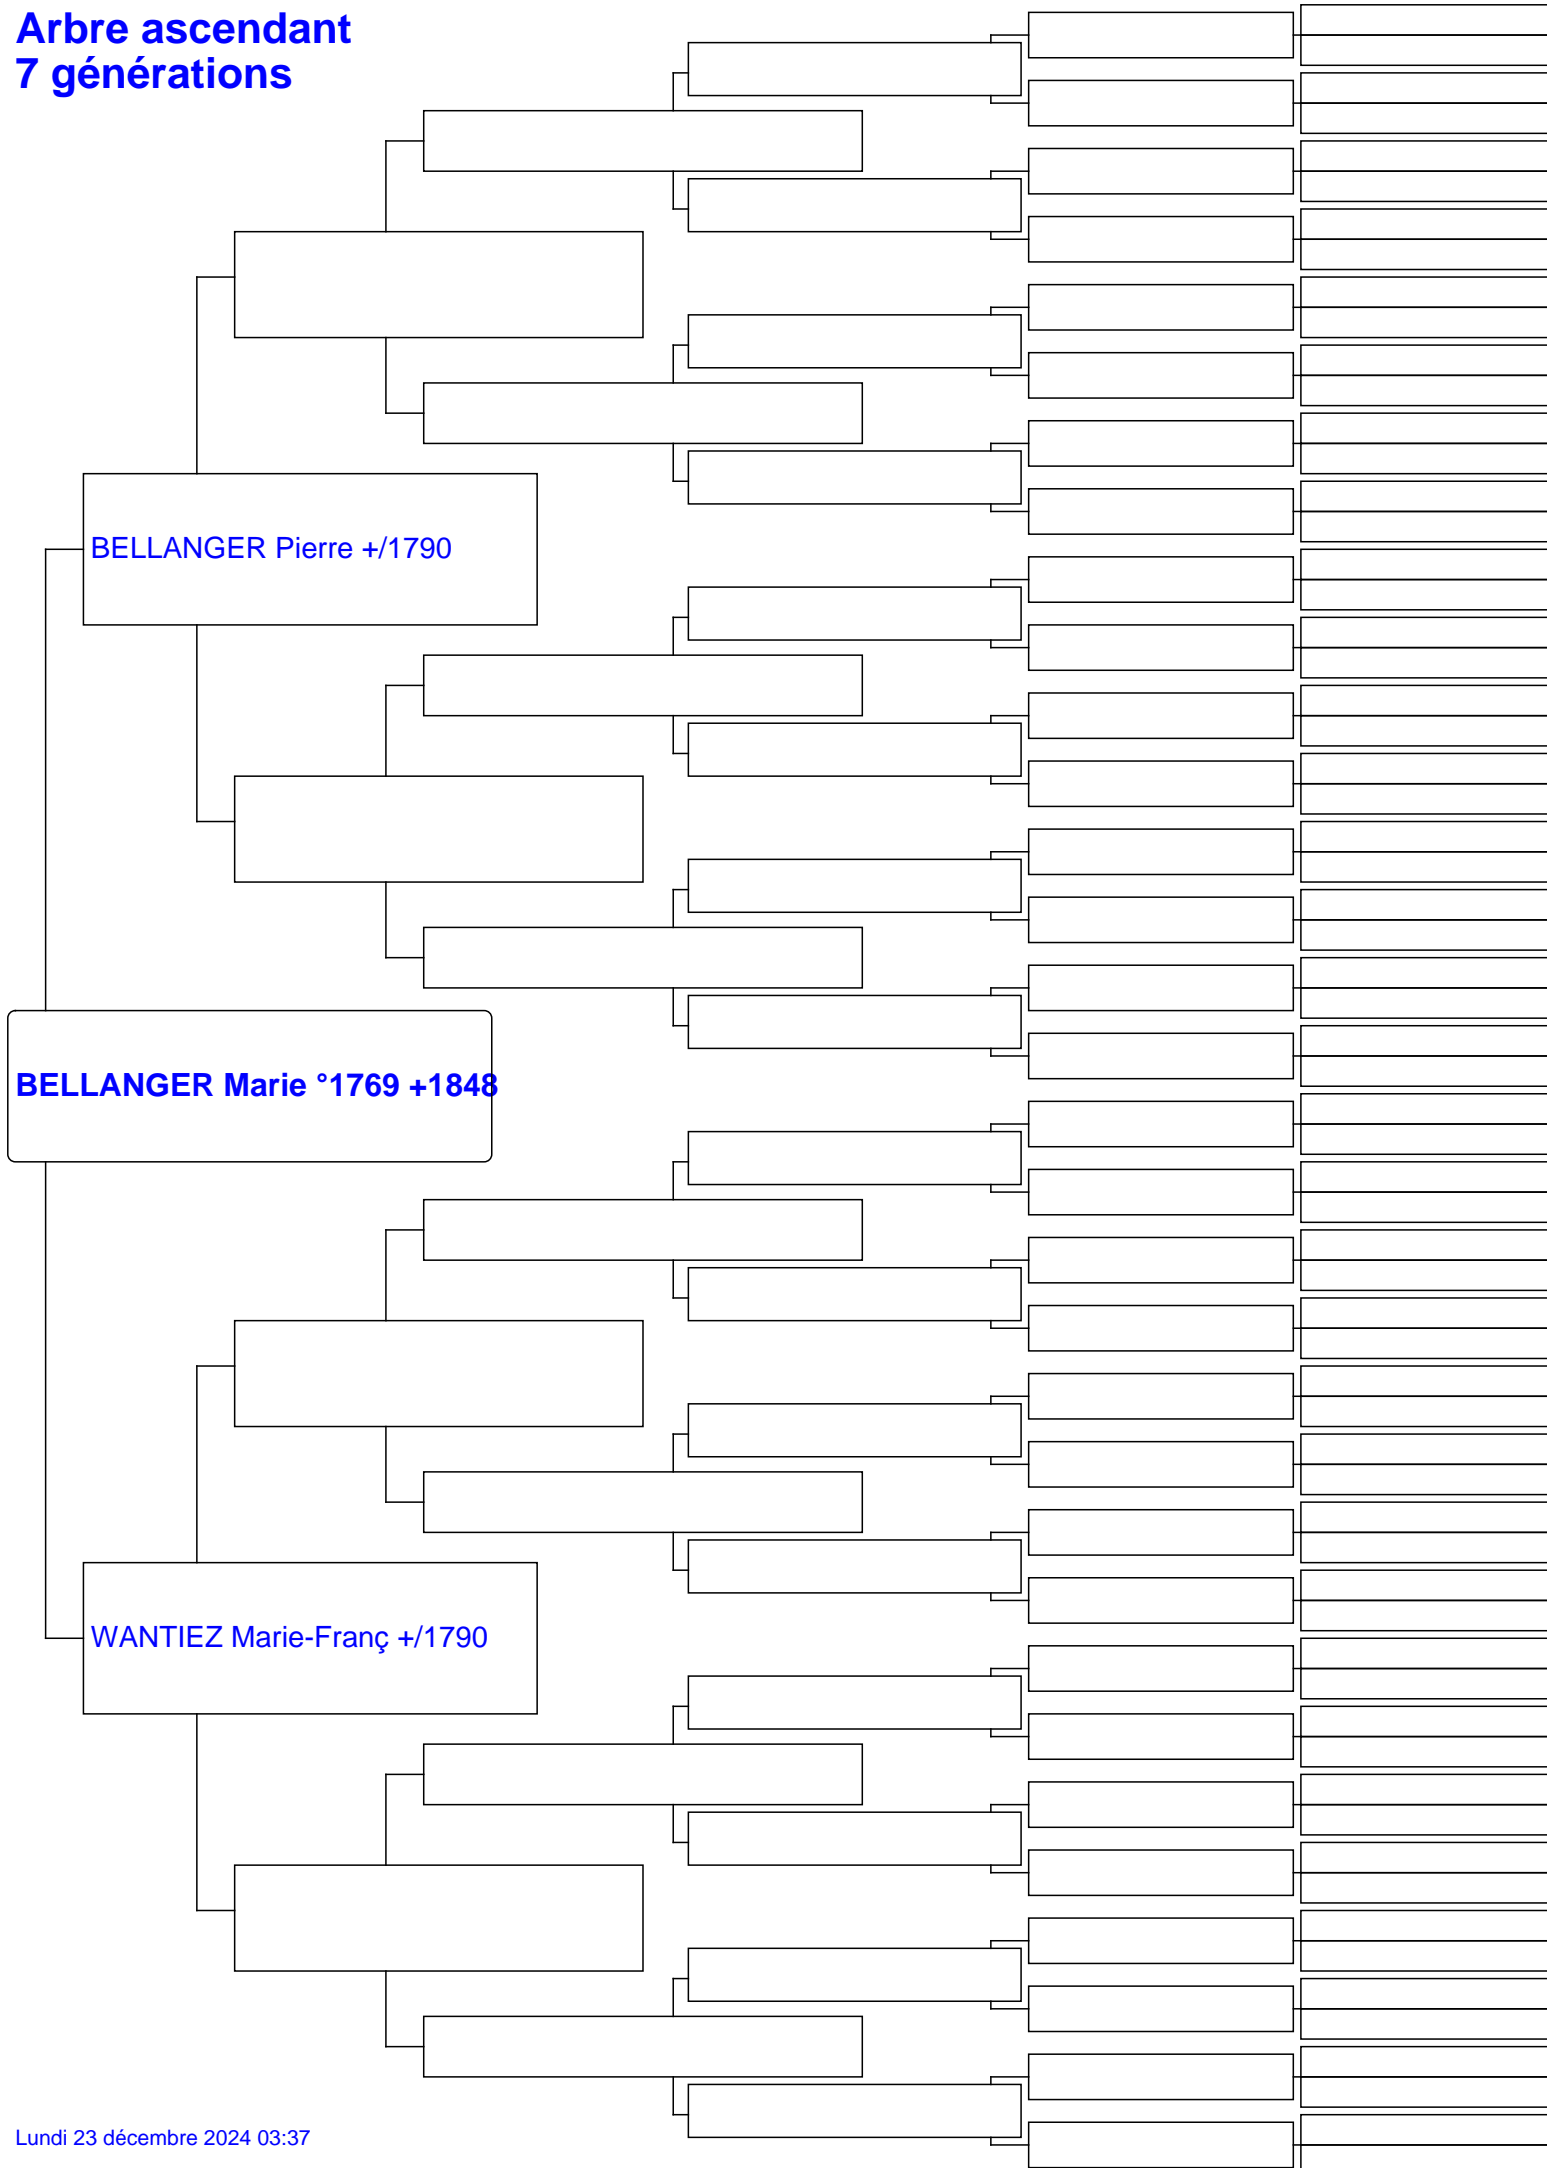 Arbre ascendant
7 générations
BELLANGER Pierre +/1790
BELLANGER Marie °1769 +1848
WANTIEZ Marie-Franç +/1790
Lundi 23 décembre 2024 03:37